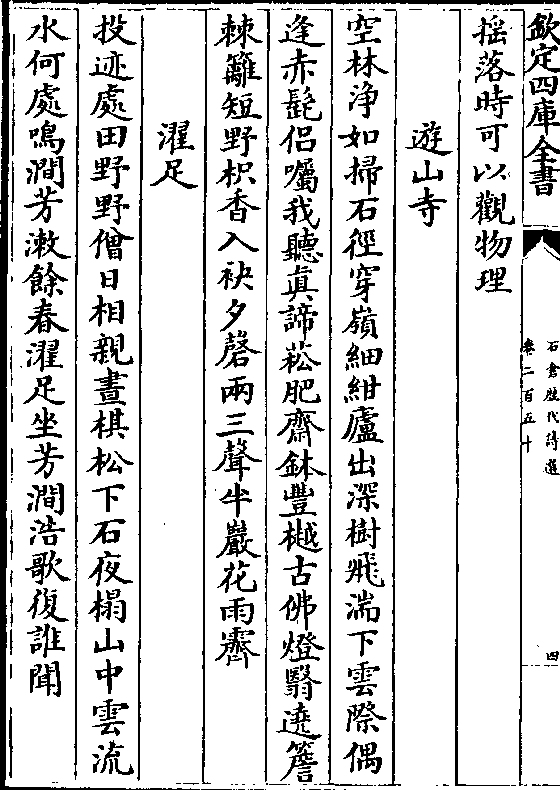 欽定四庫全書
石倉歷代詩選
卷二百五十
四
揺落時可以觀物理
遊山寺
空林浄如掃石徑穿嶺細紺廬出深樹飛湍下雲際偶
逢赤髭侣囑我聽真諦菘肥齋鉢豐樾古佛燈翳遶簷
棘籬短野枳香入袂夕磬兩三聲半巖花雨霽
濯足
投迹處田野野僧日相親晝棋松下石夜榻山中雲流
水何處鳴澗芳潄餘春濯足坐芳澗浩歌復誰聞